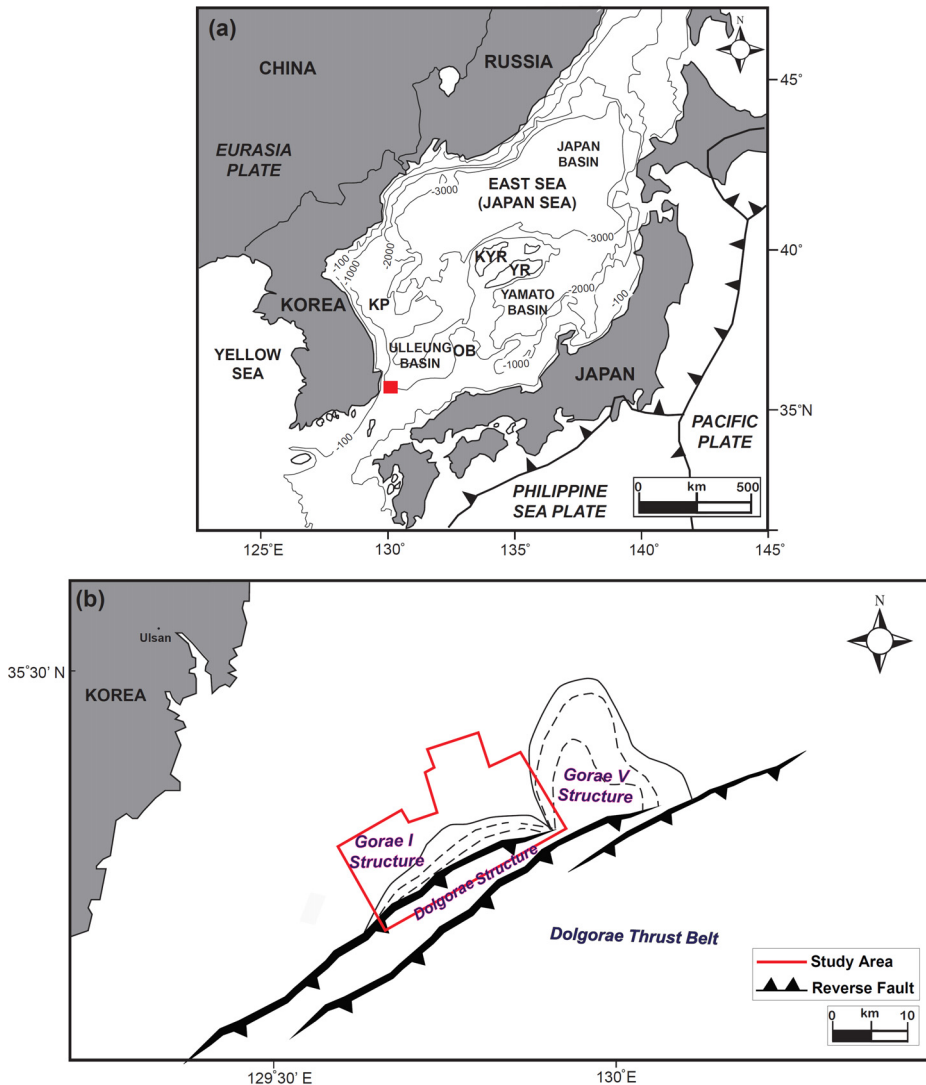 (a)
N
CHINA
RUSSIA
45°
EURASIA
PLATE
JAPAN
BASIN
-3000
EAST SEA
(JAPAN SEA)
-3000
40°
-100
-1000
-2000
KYR
YR
KOREA
KP
YAMATO
BASIN
-2000
-100
ULLEUNG
BASIN
OB
-1000
YELLOW
SEA
JAPAN
35°N
-100
PACIFIC
PLATE
PHILIPPINE
SEA PLATE
0 km 500
125°E
130°
135°
140°
145°
(b)
N
Ulsan
35°30' N
KOREA
Gorae V
Structure
Gorae I
Structure
Dolgorae Structure
Dolgorae Thrust Belt
Study Area
Reverse Fault
0 km 10
129°30' E
130°E